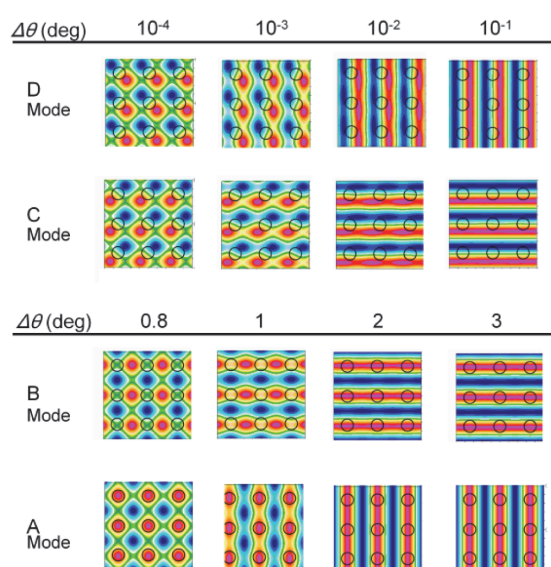 Δθ (deg) 10-4 10-3 10-2 10-1
D
Mode
C
Mode
Δθ (deg) 0.8 1 2 3
B
Mode
A
Mode